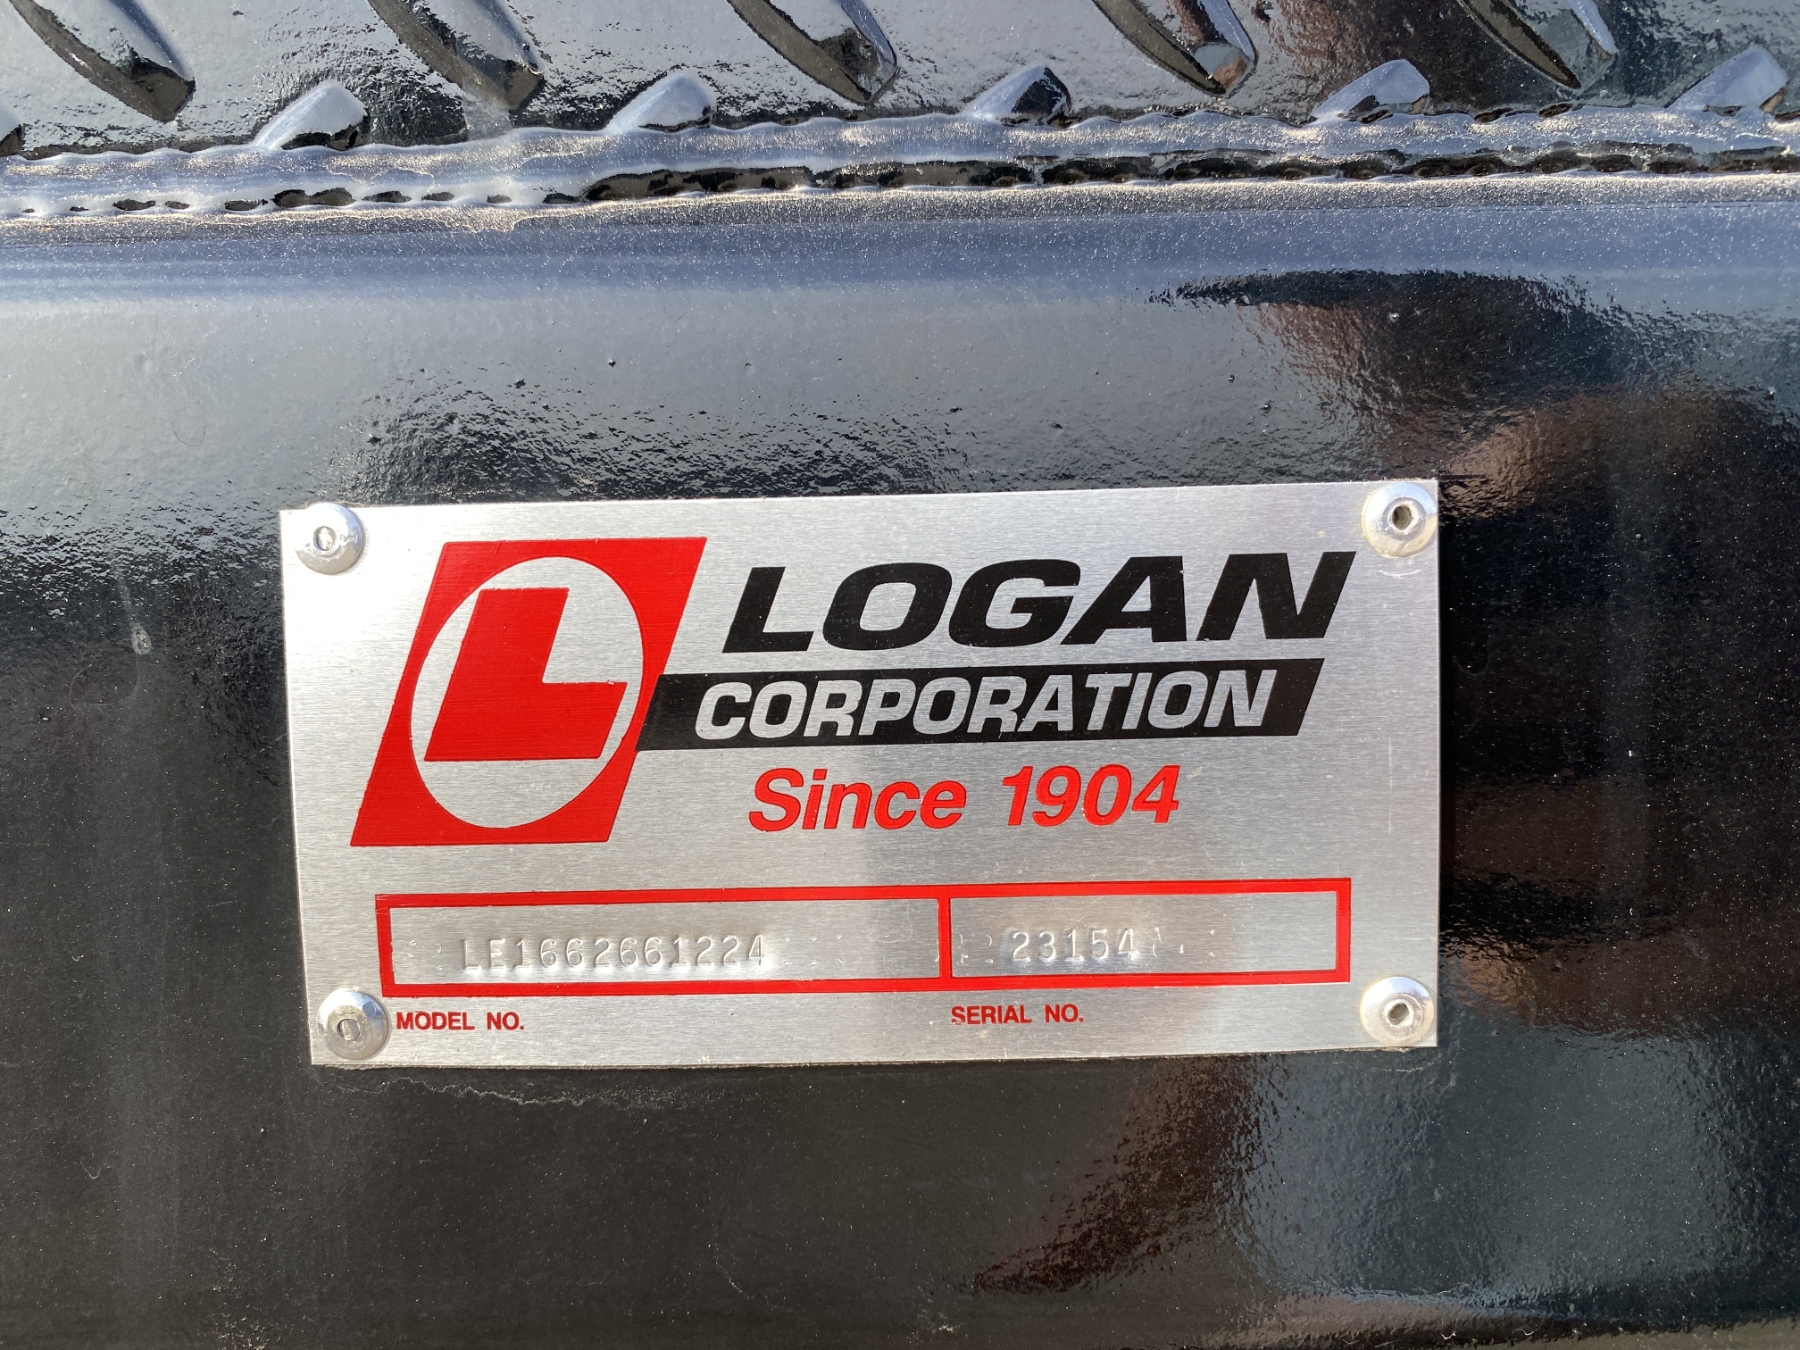 L
LOGAN
CORPORATION
Since 1904
LE1662661224
23154
MODEL NO.
SERIAL NO.